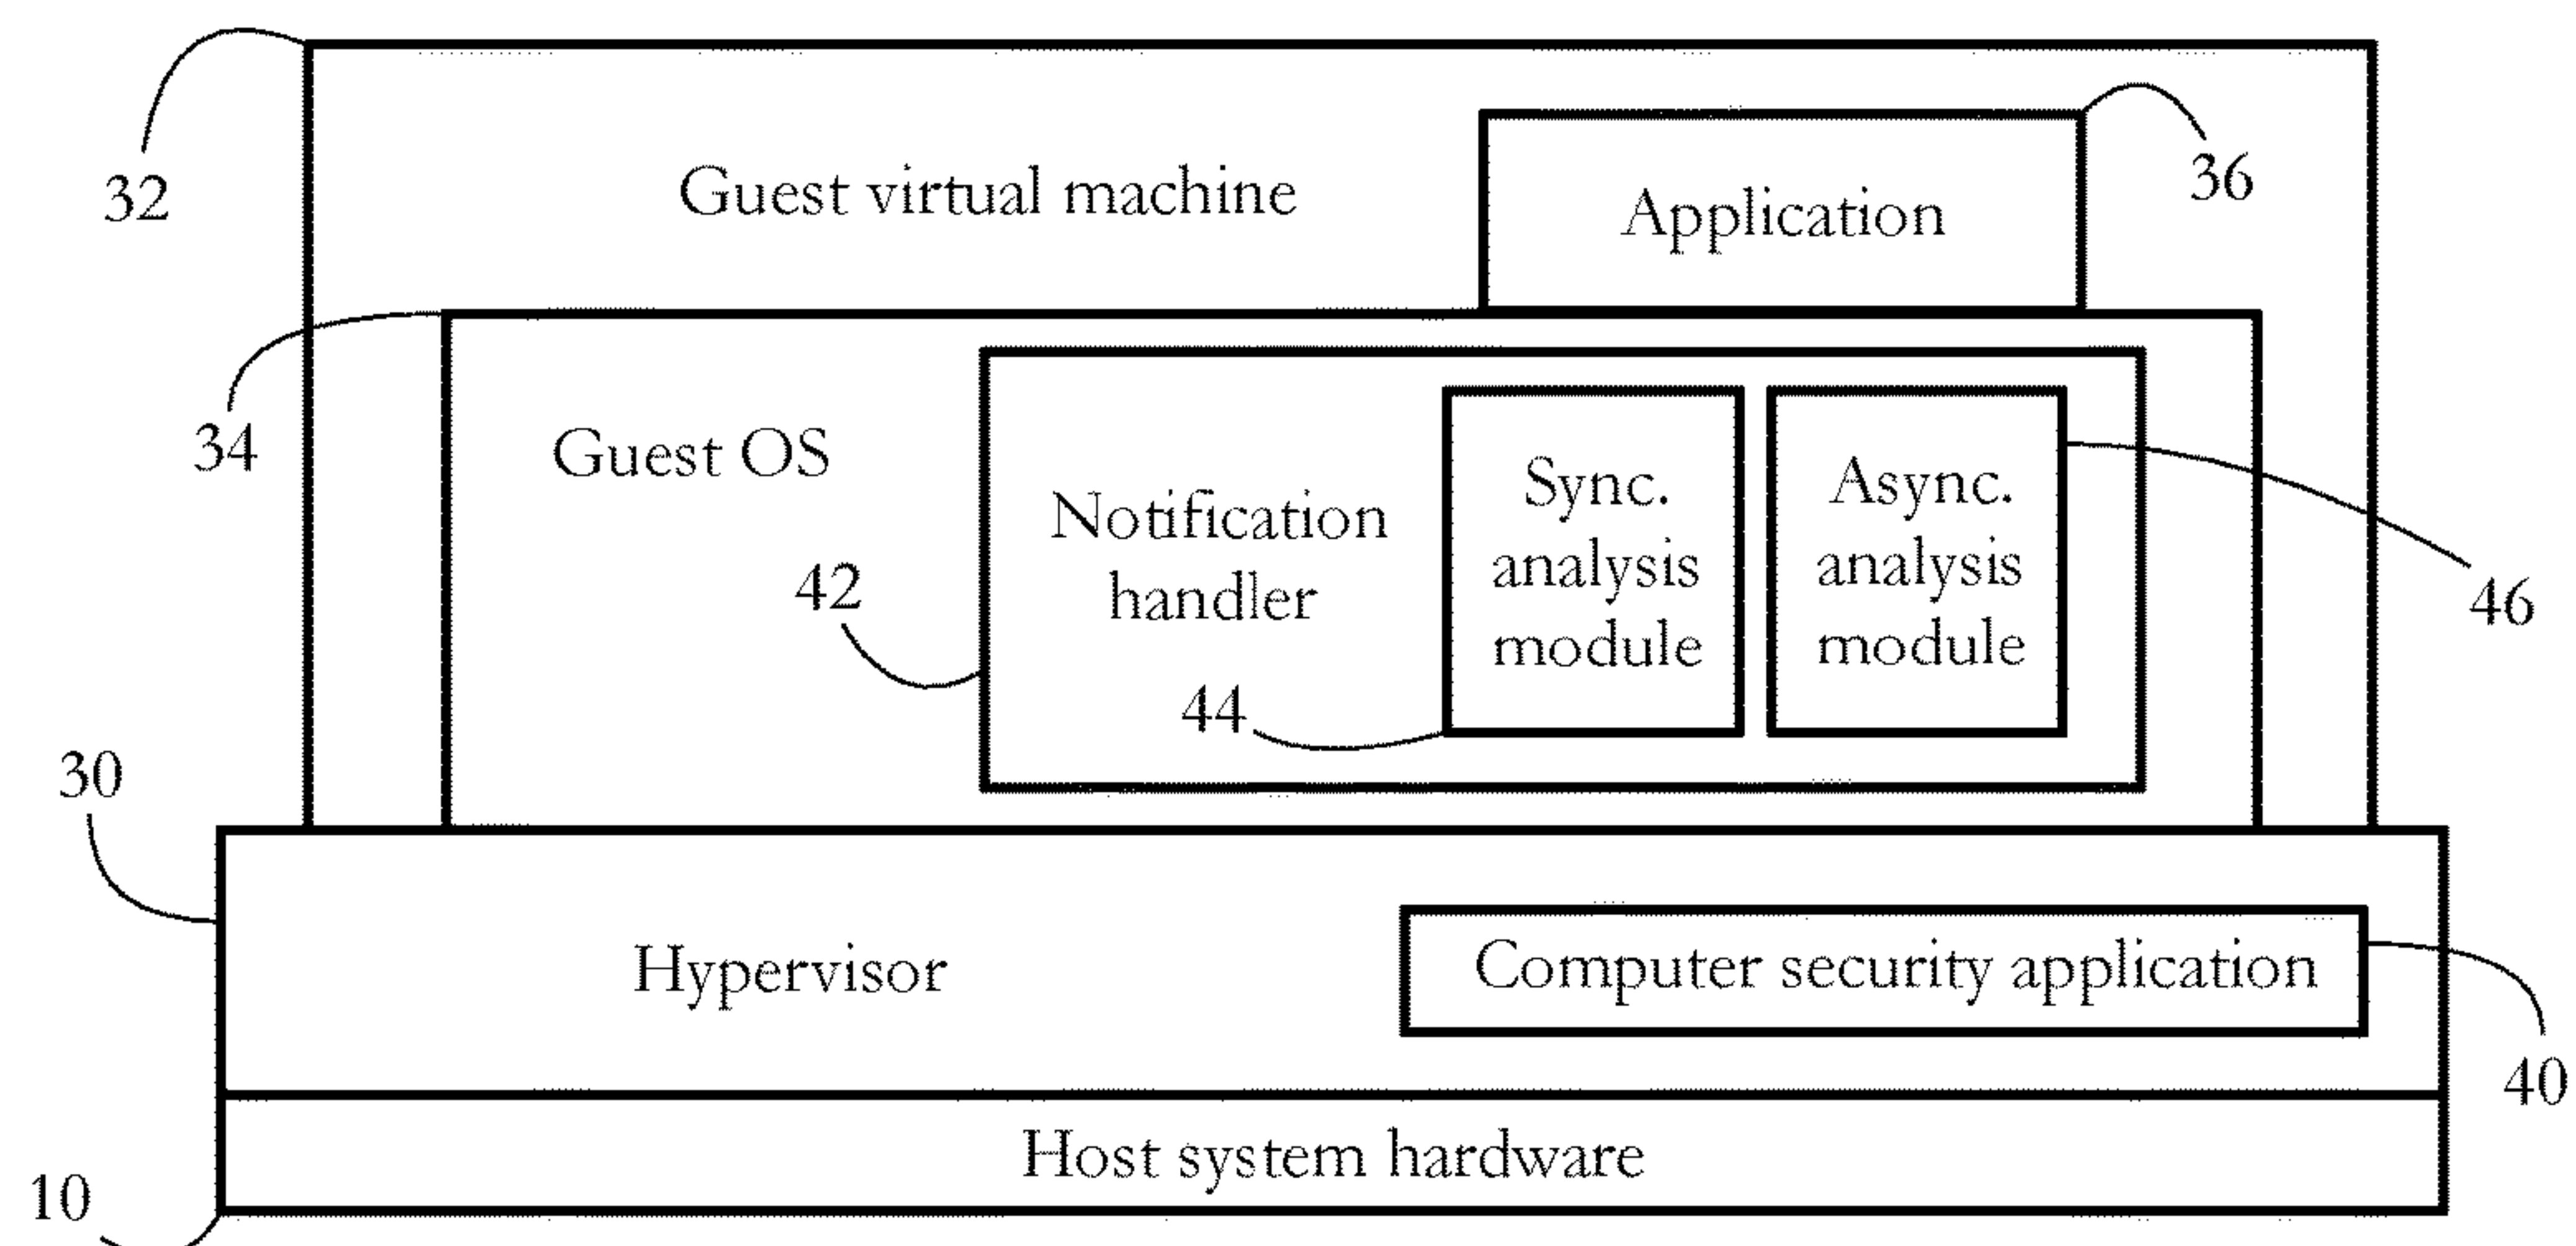 32
Guest virtual machine
Application
36
34
Guest OS
42
Notification
handler
44
Sync.
analysis
module
Async.
analysis
module
46
30
Hypervisor
Computer security application
40
Host system hardware
10